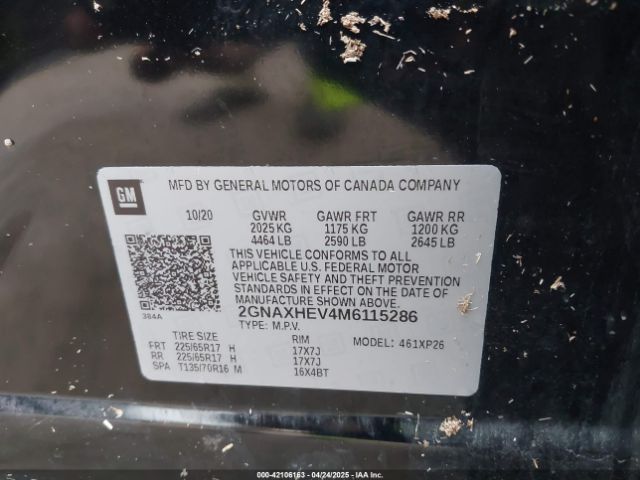 GM
MFD BY GENERAL MOTORS OF CANADA COMPANY
10/20 GVWR GAWR FRT GAWR RR
2025 KG 1175 KG 1200 KG
4464 LB 2590 LB 2645 LB
THIS VEHICLE CONFORMS TO ALL
APPLICABLE U.S. FEDERAL MOTOR
VEHICLE SAFETY AND THEFT PREVENTION
STANDARDS IN EFFECT ON THE DATE OF
MANUFACTURE SHOWN ABOVE.
384A 2GNAXHEV4M6115286
TYPE: M.P.V.
TIRE SIZE RIM MODEL: 461XP26
FRT 225/65R17 H 17X7J
RR 225/65R17 H 17X7J
SPA T135/70R16 M 16X4BT
000-42106163 - 04/24/2025 - IAAI.COM